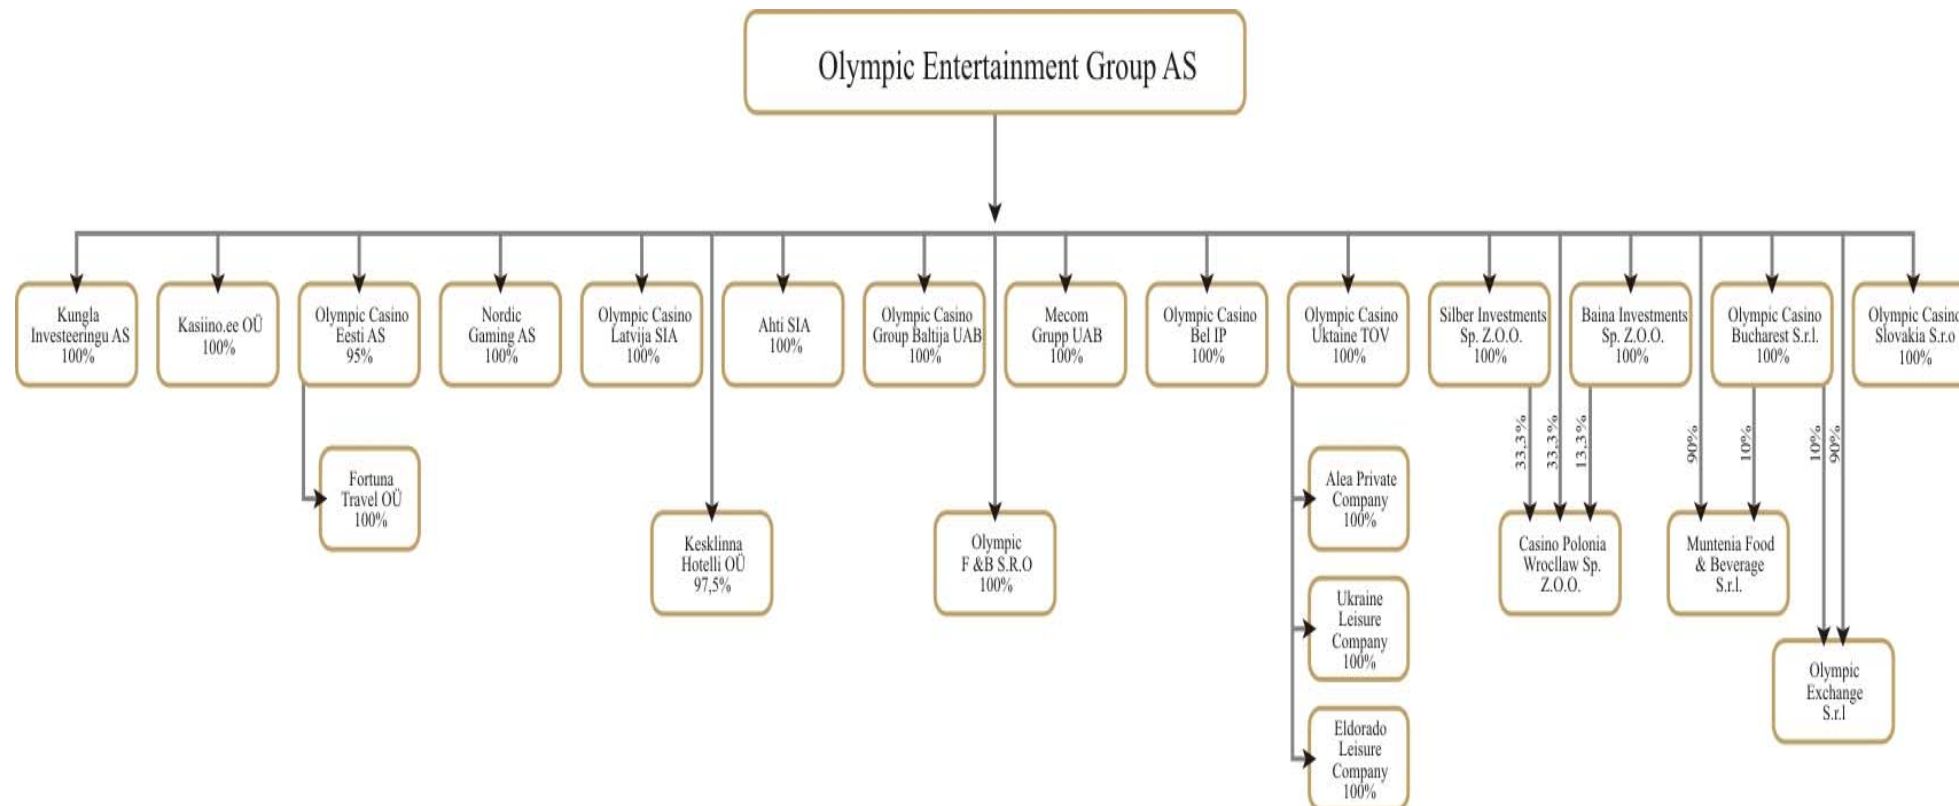 Olympic Entertainment Group AS
Kungla
Investeeringu AS
100%
Kasiino.ee OÜ
100%
Olympic Casino
Eesti AS
95%
Nordic
Gaming AS
100%
Olympic Casino
Latvija SIA
100%
Ahti SIA
100%
Olympic Casino
Group Baltija UAB
100%
Mecom
Grupp UAB
100%
Olympic Casino
Bel IP
100%
Olympic Casino
Uktaine TOV
100%
Silber Investments
Sp. Z.O.O.
100%
Baina Investments
Sp. Z.O.O.
100%
Olympic Casino
Bucharest S.r.l.
100%
Olympic Casino
Slovakia S.r.o
100%
33,3%
33,3%
13,3%
90%
10%
10%
90%
Fortuna
Travel OÜ
100%
Kesklinna
Hotelli OÜ
97,5%
Olympic
F &B S.R.O
100%
Alea Private
Company
100%
Ukraine
Leisure
Company
100%
Eldorado
Leisure
Company
100%
Casino Polonia
Wrocllaw Sp.
Z.O.O.
Muntenia Food
& Beverage
S.r.l.
Olympic
Exchange
S.r.l